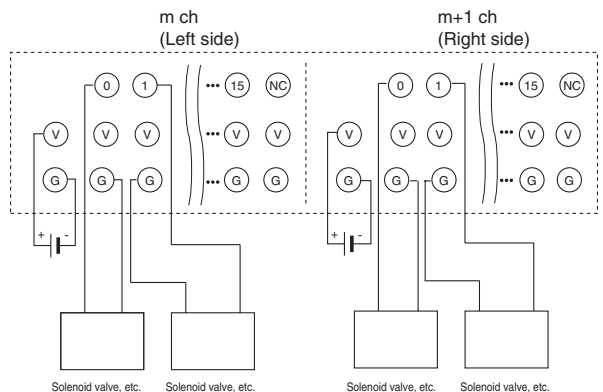 m ch m+1 ch
(Left side) (Right side)
0 1 ••• 15 NC 0 1 ••• 15 NC
V V V ••• V V V V V ••• V V
G G G ••• G G G G G ••• G G
+ - + -
Solenoid valve, etc. Solenoid valve, etc. Solenoid valve, etc. Solenoid valve, etc.